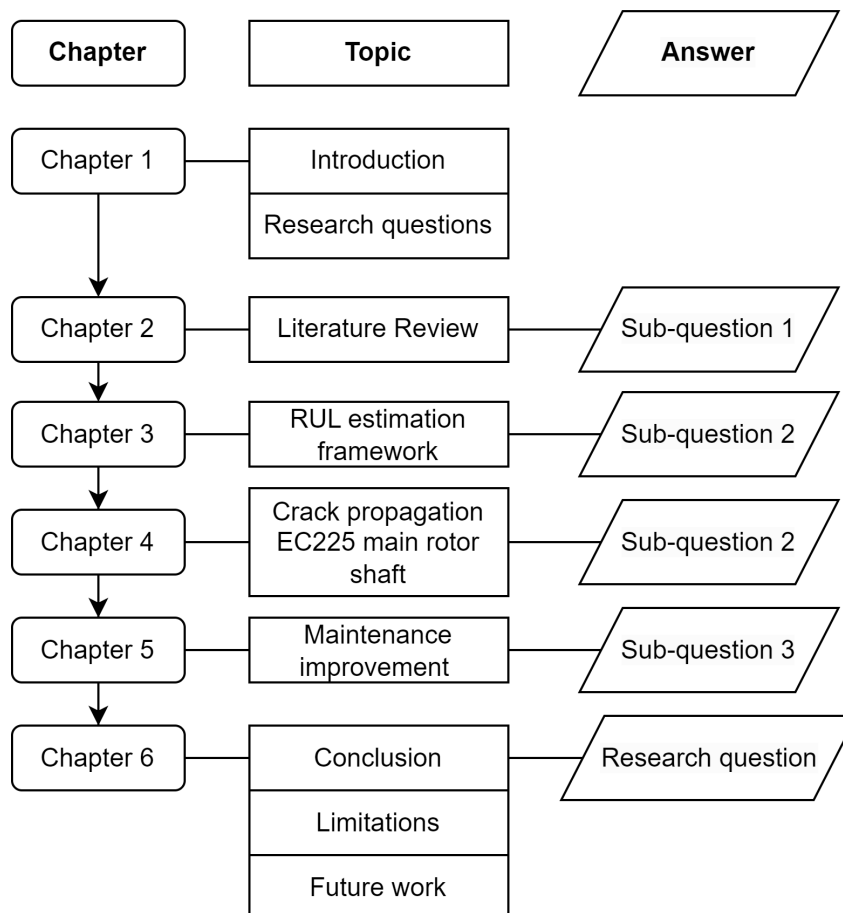 Chapter
Topic
Answer
Chapter 1
Introduction
Research questions
Chapter 2
Literature Review
Sub-question 1
Chapter 3
RUL estimation
framework
Sub-question 2
Chapter 4
Crack propagation
EC225 main rotor
shaft
Sub-question 2
Chapter 5
Maintenance
improvement
Sub-question 3
Chapter 6
Conclusion
Research question
Limitations
Future work